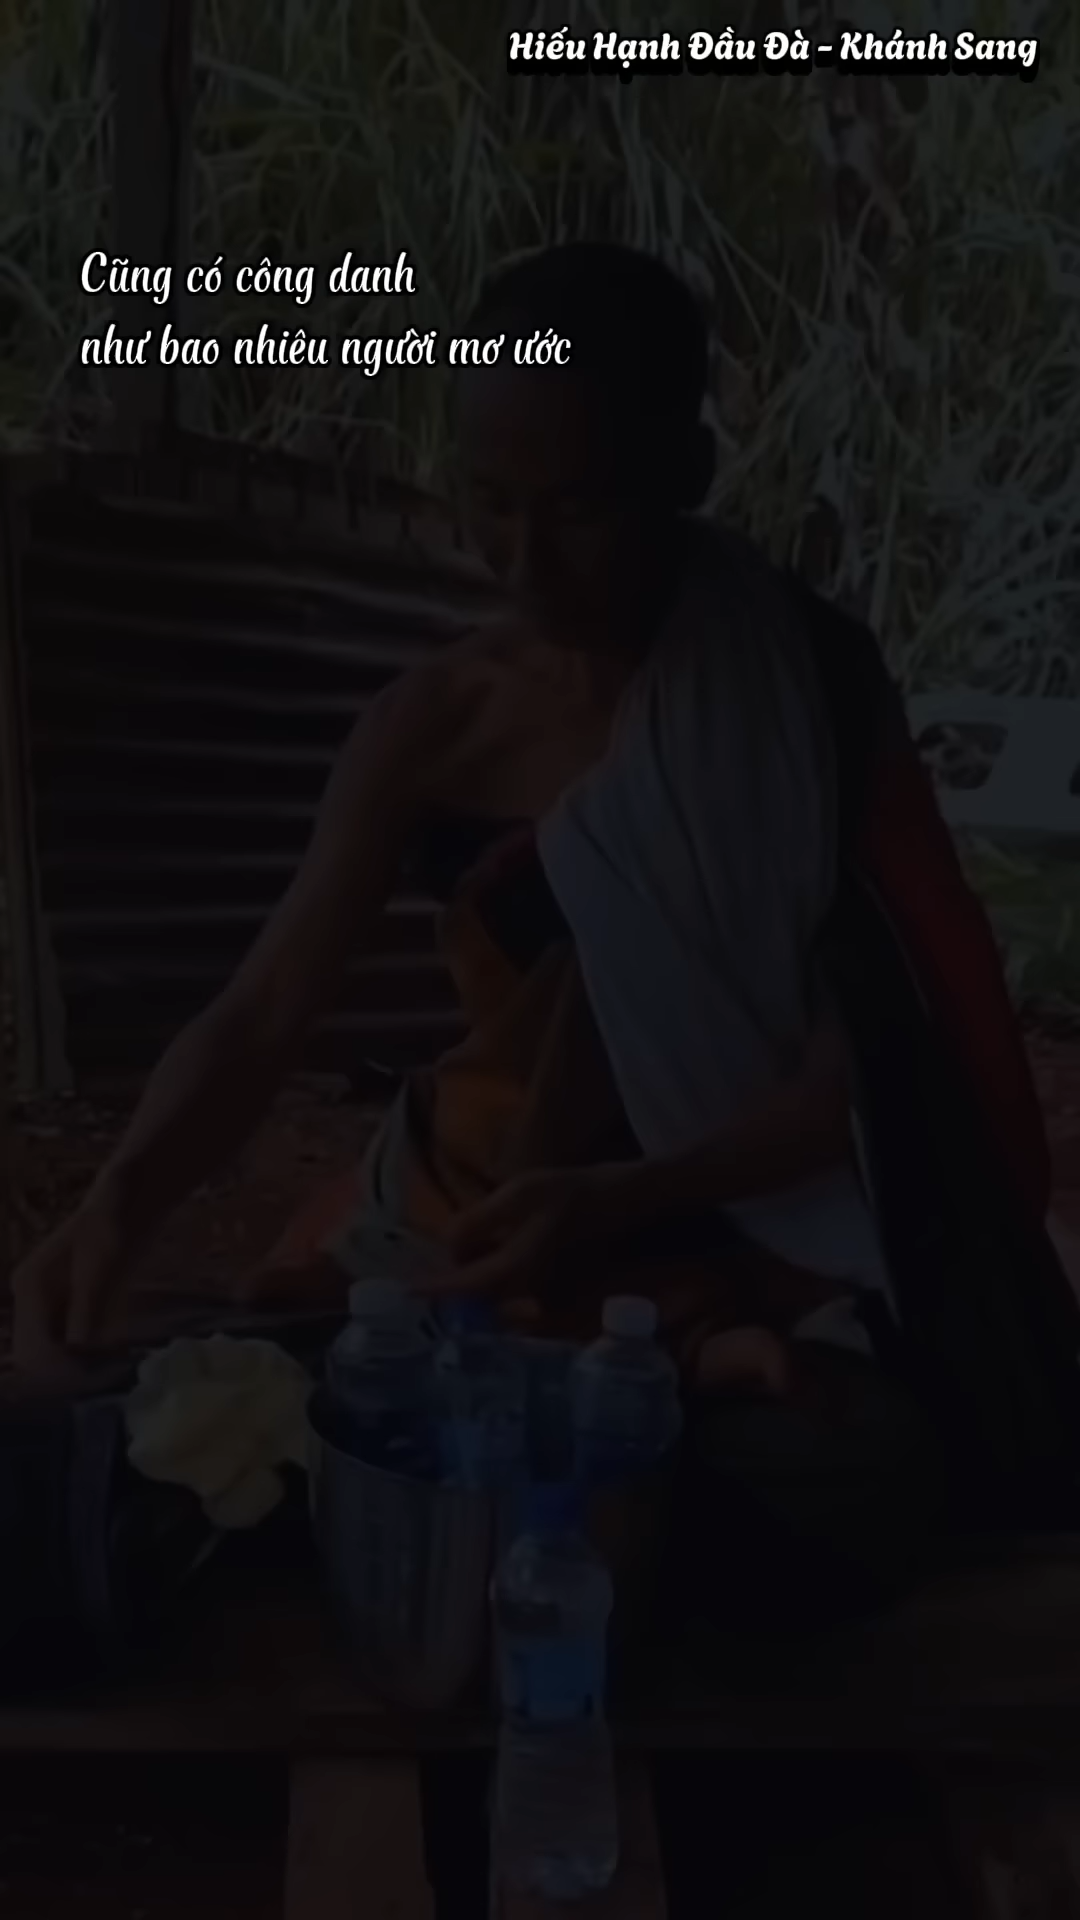 Hiếu Hạnh Đầu Đà - Khánh Sang
Cũng có công danh
như bao nhiêu người mơ ước